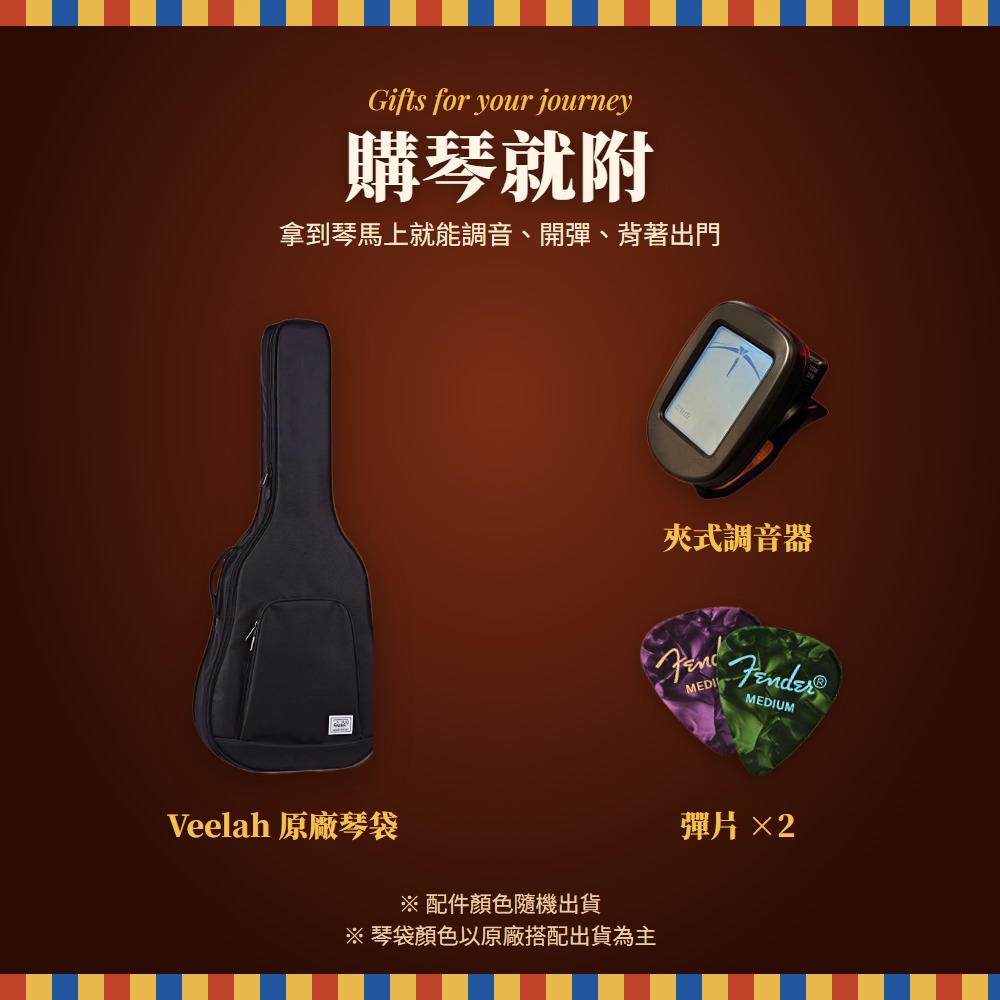 Gifts for your journey
購琴就附
拿到琴馬上就能調音、開彈、背著出門
夾式調音器
Fend
MEDI
Fender®
MEDIUM
Veelah 原廠琴袋
彈片 ×2
※ 配件顏色隨機出貨
※ 琴袋顏色以原廠搭配出貨為主